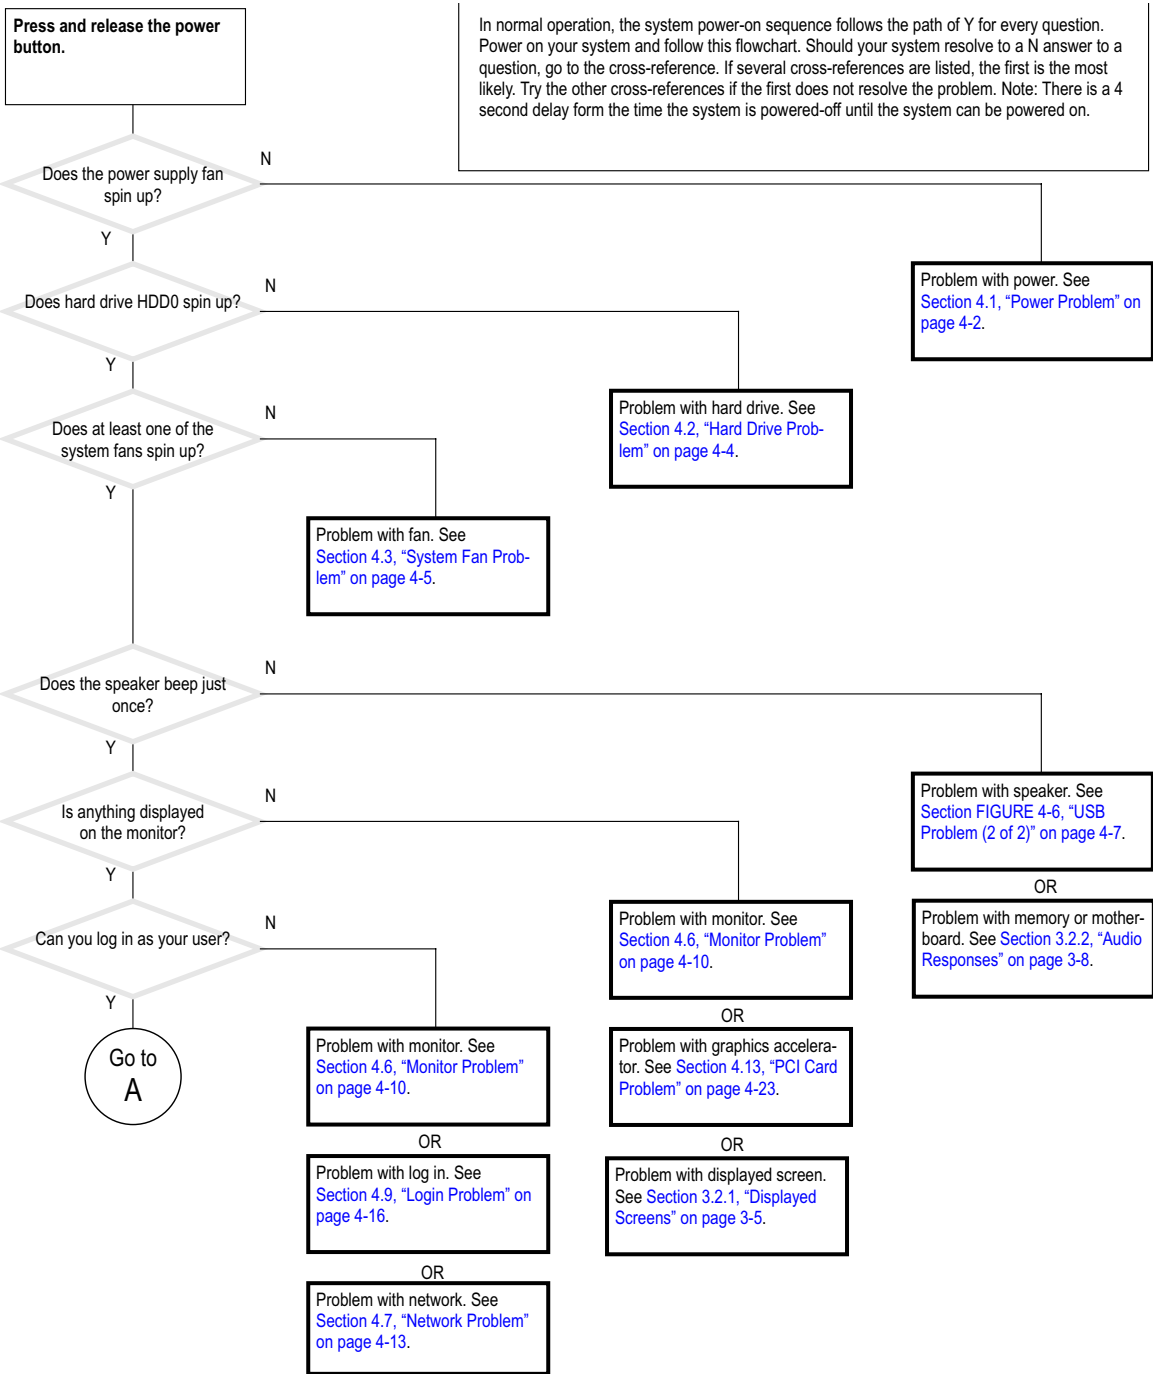 Press and release the power
button.
In normal operation, the system power-on sequence follows the path of Y for every question.
Power on your system and follow this flowchart. Should your system resolve to a N answer to a
question, go to the cross-reference. If several cross-references are listed, the first is the most
likely. Try the other cross-references if the first does not resolve the problem. Note: There is a 4
second delay form the time the system is powered-off until the system can be powered on.
Does the power supply fan
spin up?
N
Y
Problem with power. See
Section 4.1, “Power Problem” on
page 4-2.
Does hard drive HDD0 spin up?
N
Y
Problem with hard drive. See
Section 4.2, “Hard Drive Prob-
lem” on page 4-4.
Does at least one of the
system fans spin up?
N
Y
Problem with fan. See
Section 4.3, “System Fan Prob-
lem” on page 4-5.
Does the speaker beep just
once?
N
Y
Problem with speaker. See
Section FIGURE 4-6, “USB
Problem (2 of 2)” on page 4-7.
OR
Problem with memory or mother-
board. See Section 3.2.2, “Audio
Responses” on page 3-8.
Is anything displayed
on the monitor?
N
Y
Problem with monitor. See
Section 4.6, “Monitor Problem”
on page 4-10.
OR
Problem with graphics accelera-
tor. See Section 4.13, “PCI Card
Problem” on page 4-23.
OR
Problem with displayed screen.
See Section 3.2.1, “Displayed
Screens” on page 3-5.
Can you log in as your user?
N
Y
Problem with monitor. See
Section 4.6, “Monitor Problem”
on page 4-10.
OR
Problem with log in. See
Section 4.9, “Login Problem” on
page 4-16.
OR
Problem with network. See
Section 4.7, “Network Problem”
on page 4-13.
Go to
A